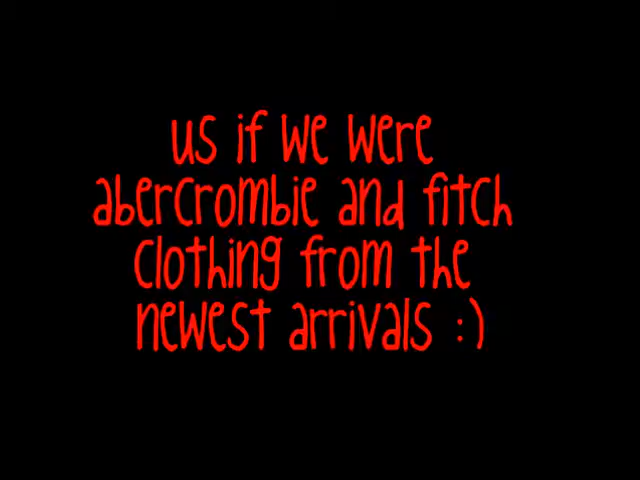 us if we were
abercrombie and fitch
clothing from the
newest arrivals :)